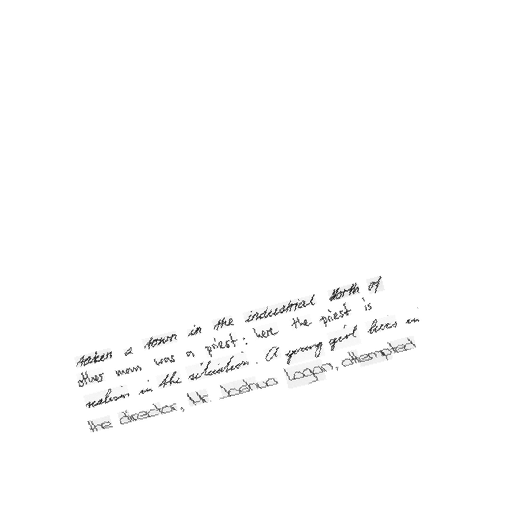 taken a town in the industrial North of
other man was a priest: here the priest is
realism in the situation. A young girl lives in
the director, Mr. Joshua Logan, attempted